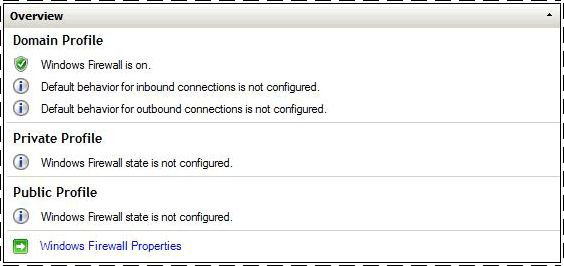 Overview
Domain Profile
Windows Firewall is on.
Default behavior for inbound connections is not configured.
Default behavior for outbound connections is not configured.
Private Profile
Windows Firewall state is not configured.
Public Profile
Windows Firewall state is not configured.
Windows Firewall Properties